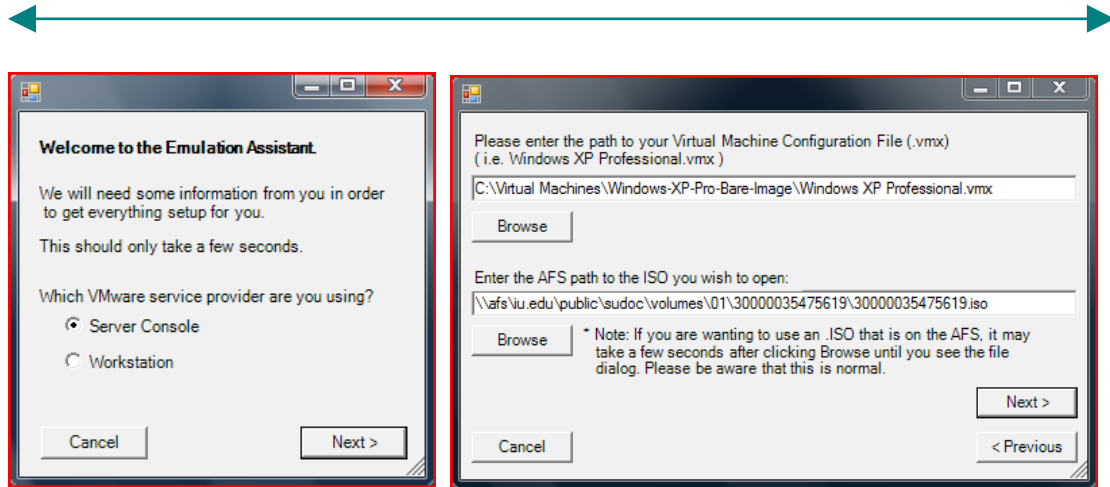 Welcome to the Emulation Assistant.
We will need some information from you in order
to get everything setup for you.
This should only take a few seconds.
Which VMware service provider are you using?
Server Console
Workstation
Cancel
Next >
Please enter the path to your Virtual Machine Configuration File (.vmx)
( i.e. Windows XP Professional.vmx )
C:\Virtual Machines\Windows-XP-Pro-Bare-Image\Windows XP Professional.vmx
Browse
Enter the AFS path to the ISO you wish to open:
\\afs\iu.edu\public\sudoc\volumes\01\30000035475619\30000035475619.iso
Browse
* Note: If you are wanting to use an .ISO that is on the AFS, it may
take a few seconds after clicking Browse until you see the file
dialog. Please be aware that this is normal.
Next >
Cancel
< Previous